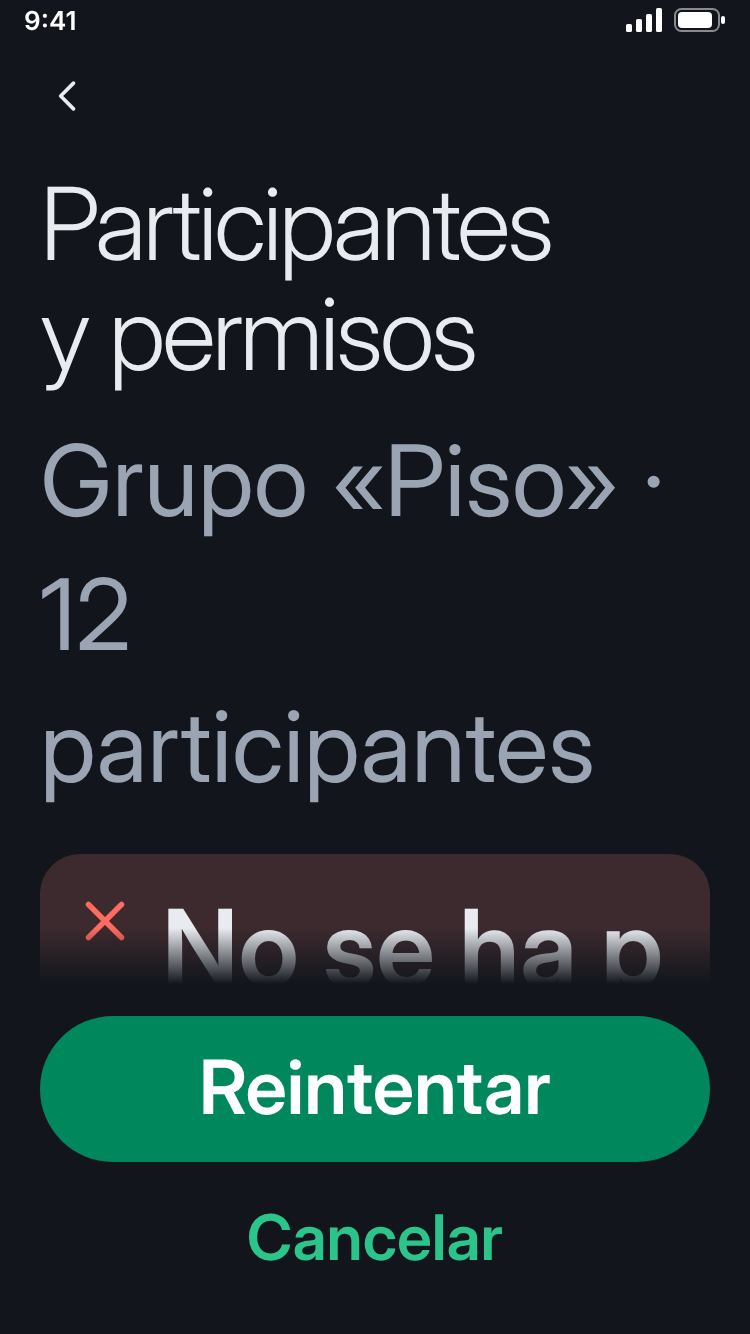 9:41
Participantes
y permisos
Grupo «Piso» ·
12
participantes
No se ha p
Reintentar
Cancelar